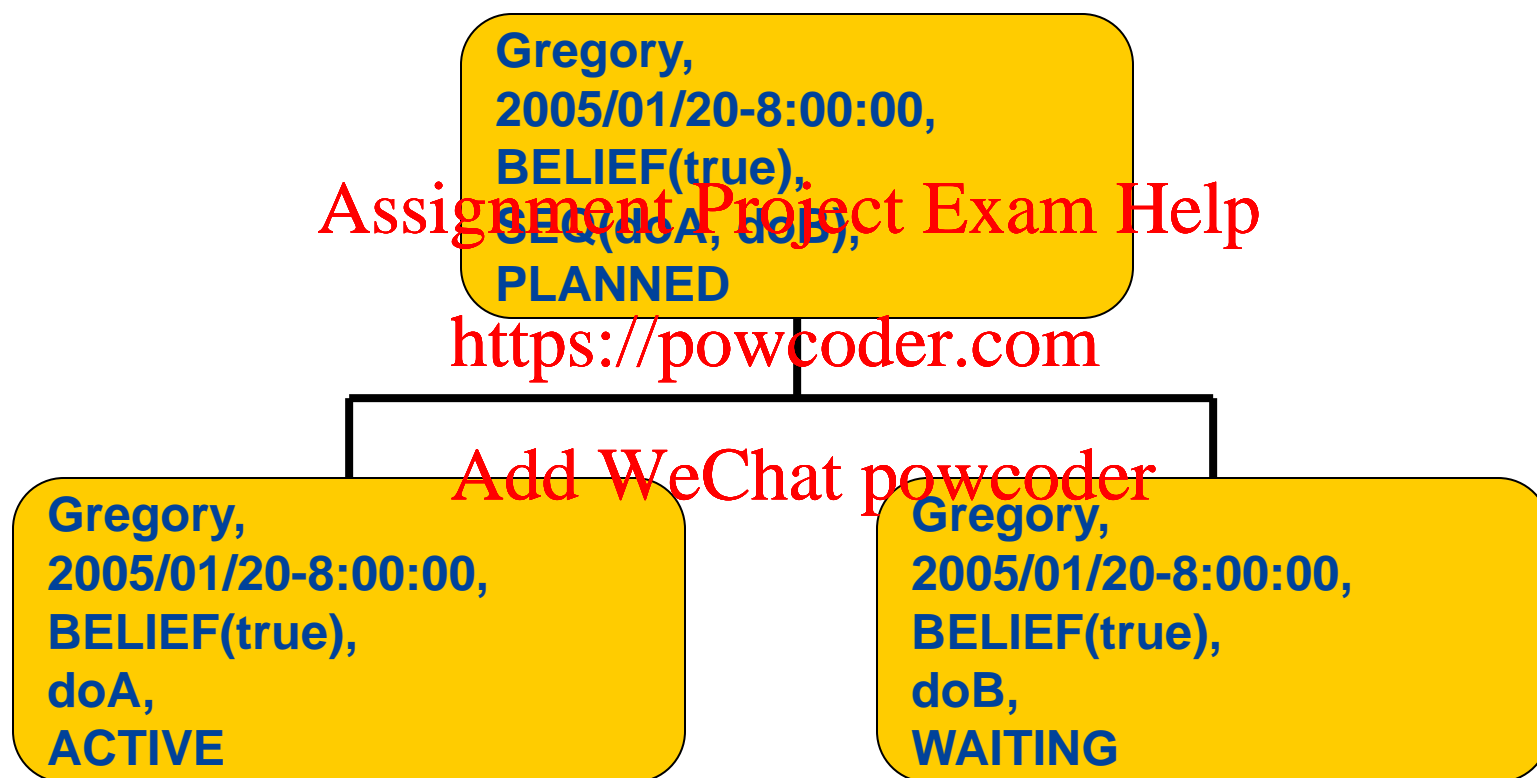 Gregory,
2005/01/20-8:00:00,
BELIEF(true),
Assignment Project Exam Help
SEQ(doA, doB),
PLANNED
https://powcoder.com
Add WeChat powcoder
Gregory,
2005/01/20-8:00:00,
BELIEF(true),
doA,
ACTIVE
Gregory,
2005/01/20-8:00:00,
BELIEF(true),
doB,
WAITING